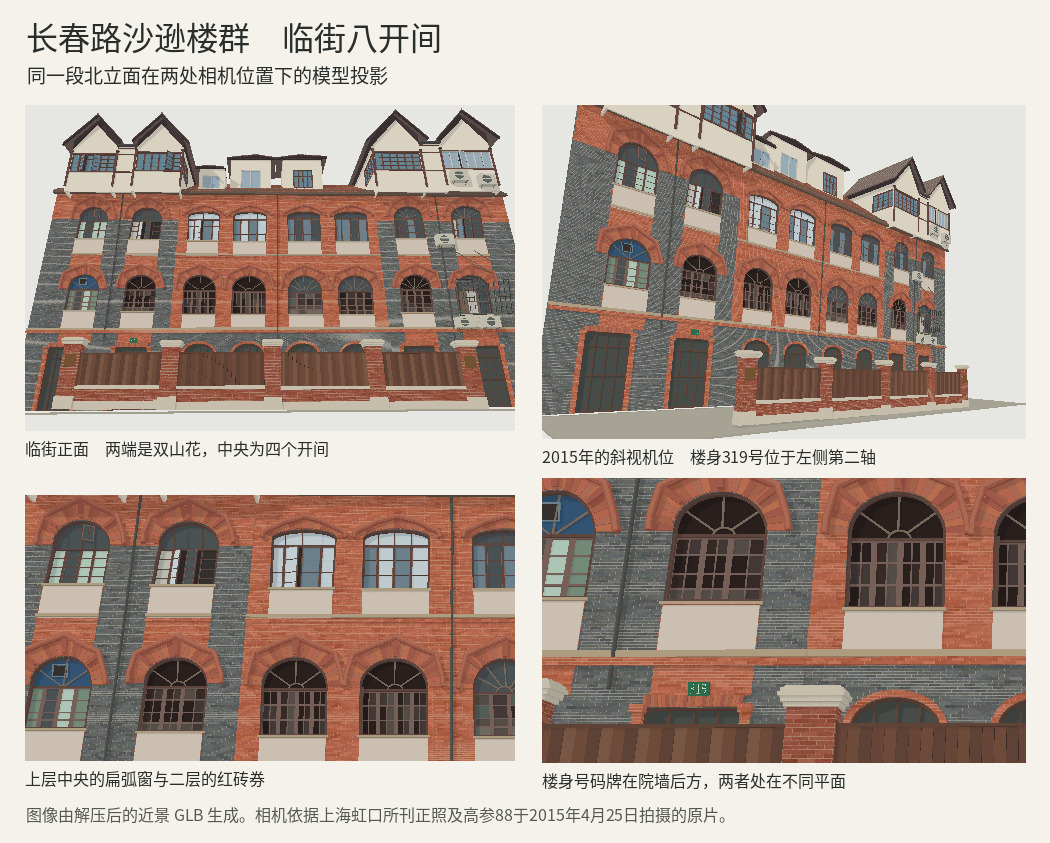 长春路沙逊楼群　临街八开间
同一段北立面在两处相机位置下的模型投影
临街正面　两端是双山花，中央为四个开间
2015年的斜视机位　楼身319号位于左侧第二轴
上层中央的扁弧窗与二层的红砖券
楼身号码牌在院墙后方，两者处在不同平面
图像由解压后的近景 GLB 生成。相机依据上海虹口所刊正照及高参88于2015年4月25日拍摄的原片。